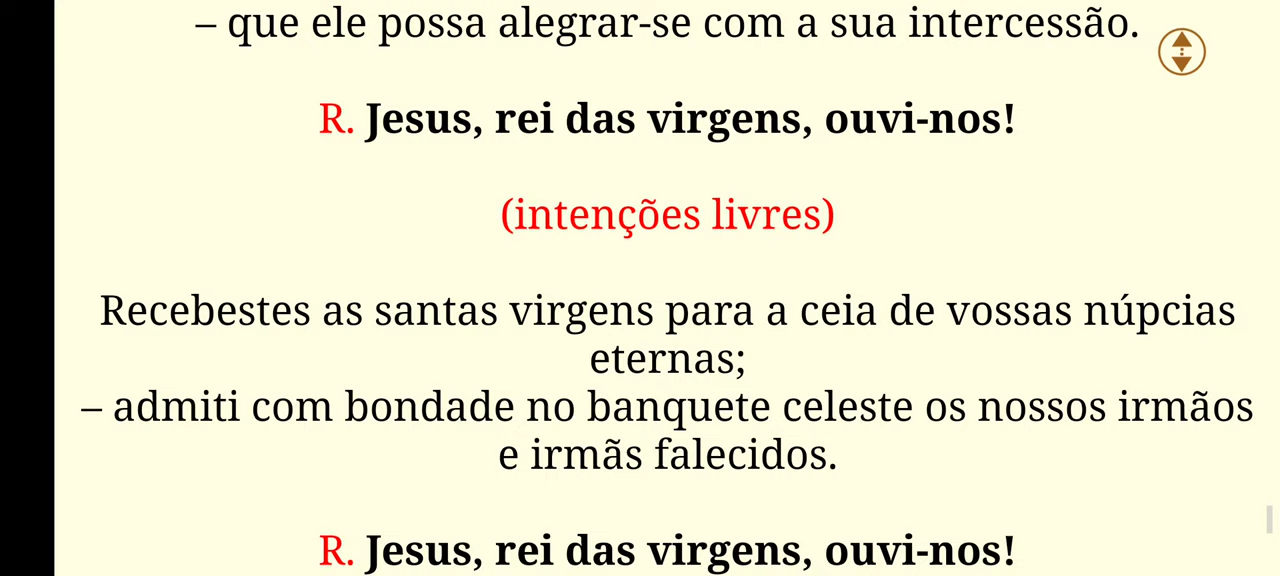 – que ele possa alegrar-se com a sua intercessão.
R. Jesus, rei das virgens, ouvi-nos!
(intenções livres)
Recebestes as santas virgens para a ceia de vossas núpcias
eternas;
– admiti com bondade no banquete celeste os nossos irmãos
e irmãs falecidos.
R. Jesus, rei das virgens, ouvi-nos!